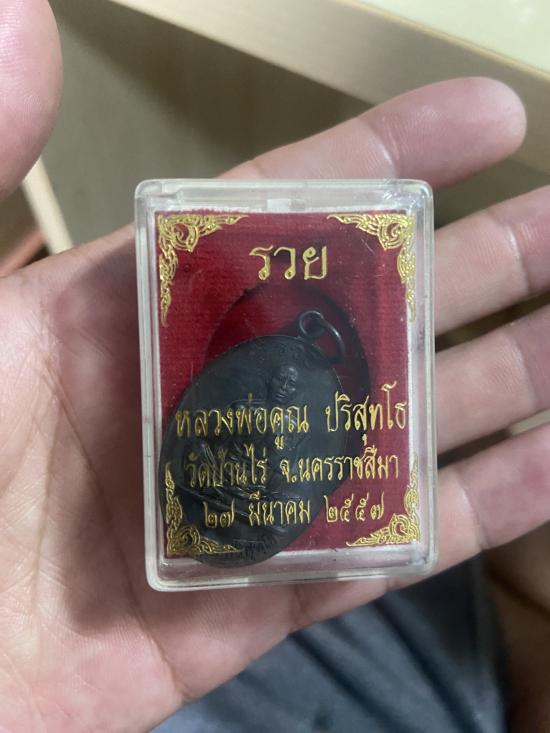 รวย
หลวงพ่อคูณ ปริสุทโธ
วัดบ้านไร่ จ.นครราชสีมา
๒๗ มีนาคม ๒๕๕๗